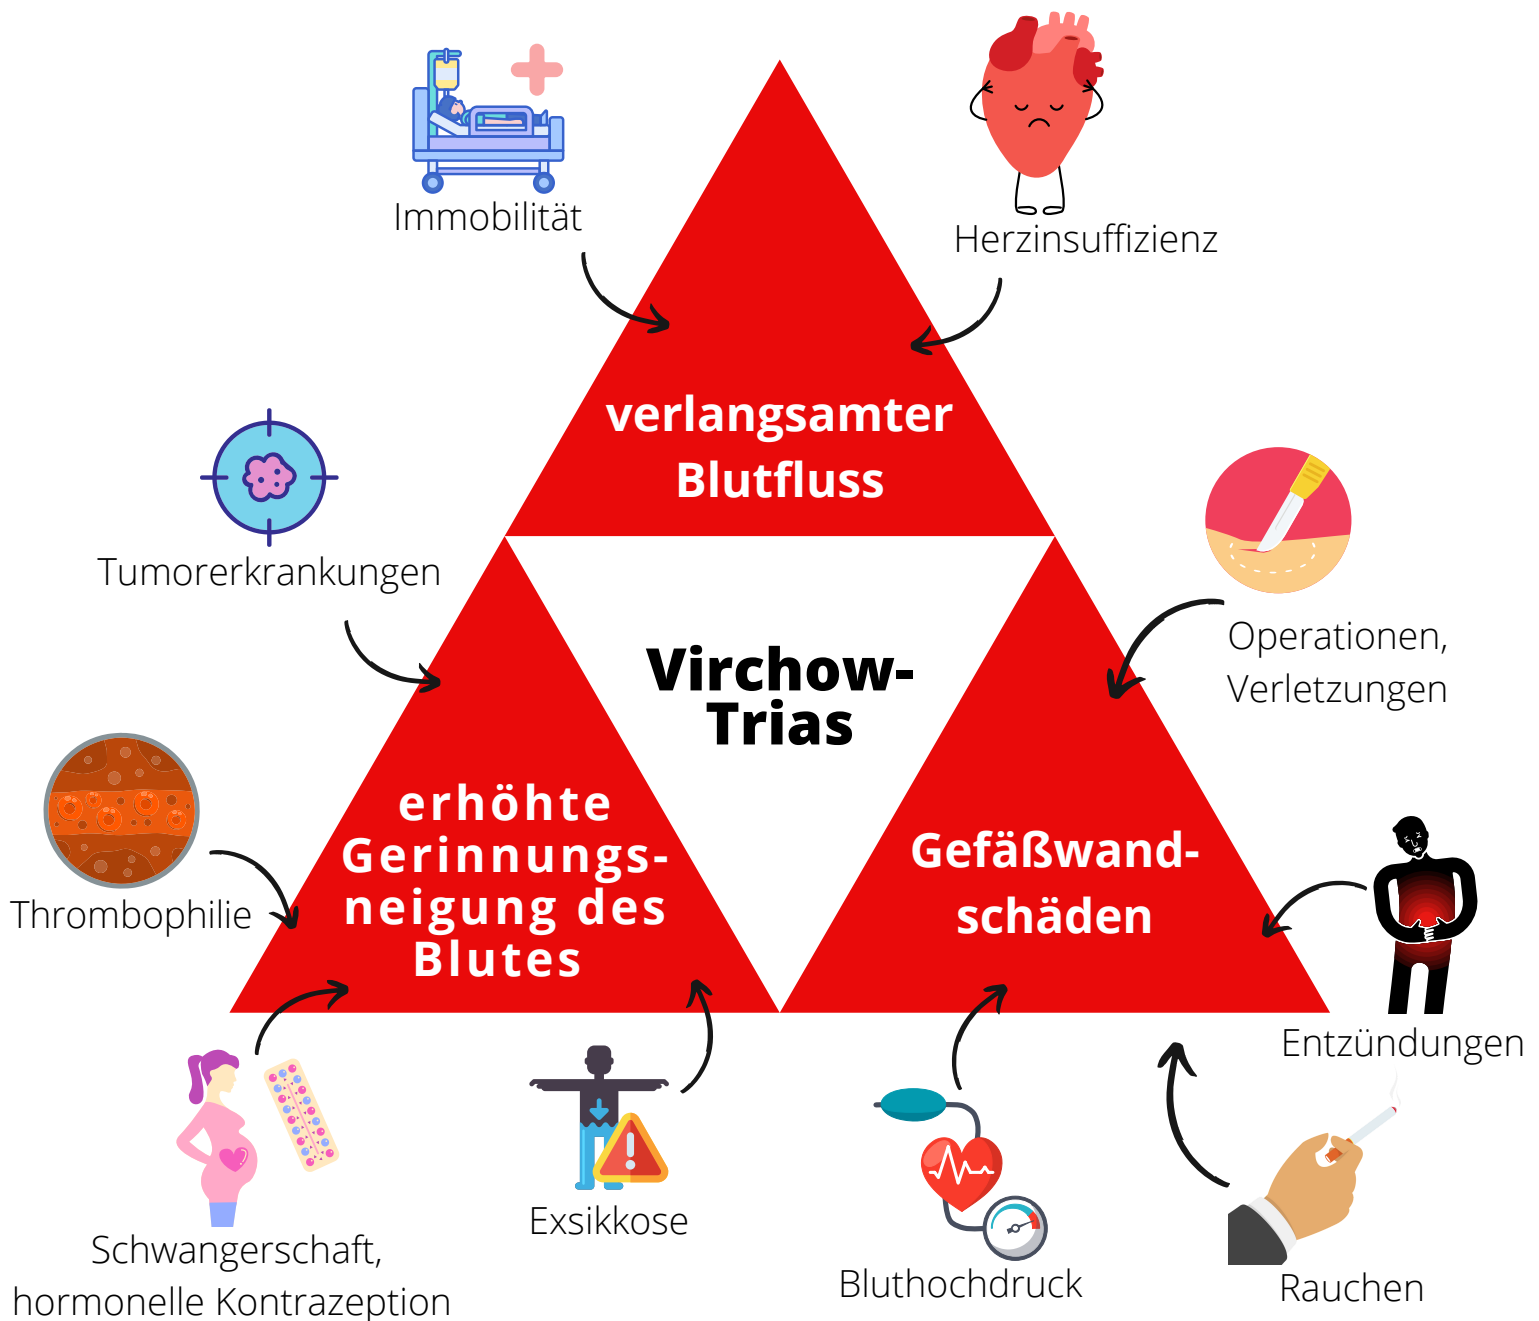 Immobilität
Herzinsuffizienz
verlangsamter
Blutfluss
Tumorerkrankungen
Operationen,
Verletzungen
Virchow-
Trias
erhöhte
Gerinnungs-
neigung des
Blutes
Gefäßwand-
schäden
Thrombophilie
Entzündungen
Schwangerschaft,
hormonelle Kontrazeption
Exsikkose
Bluthochdruck
Rauchen